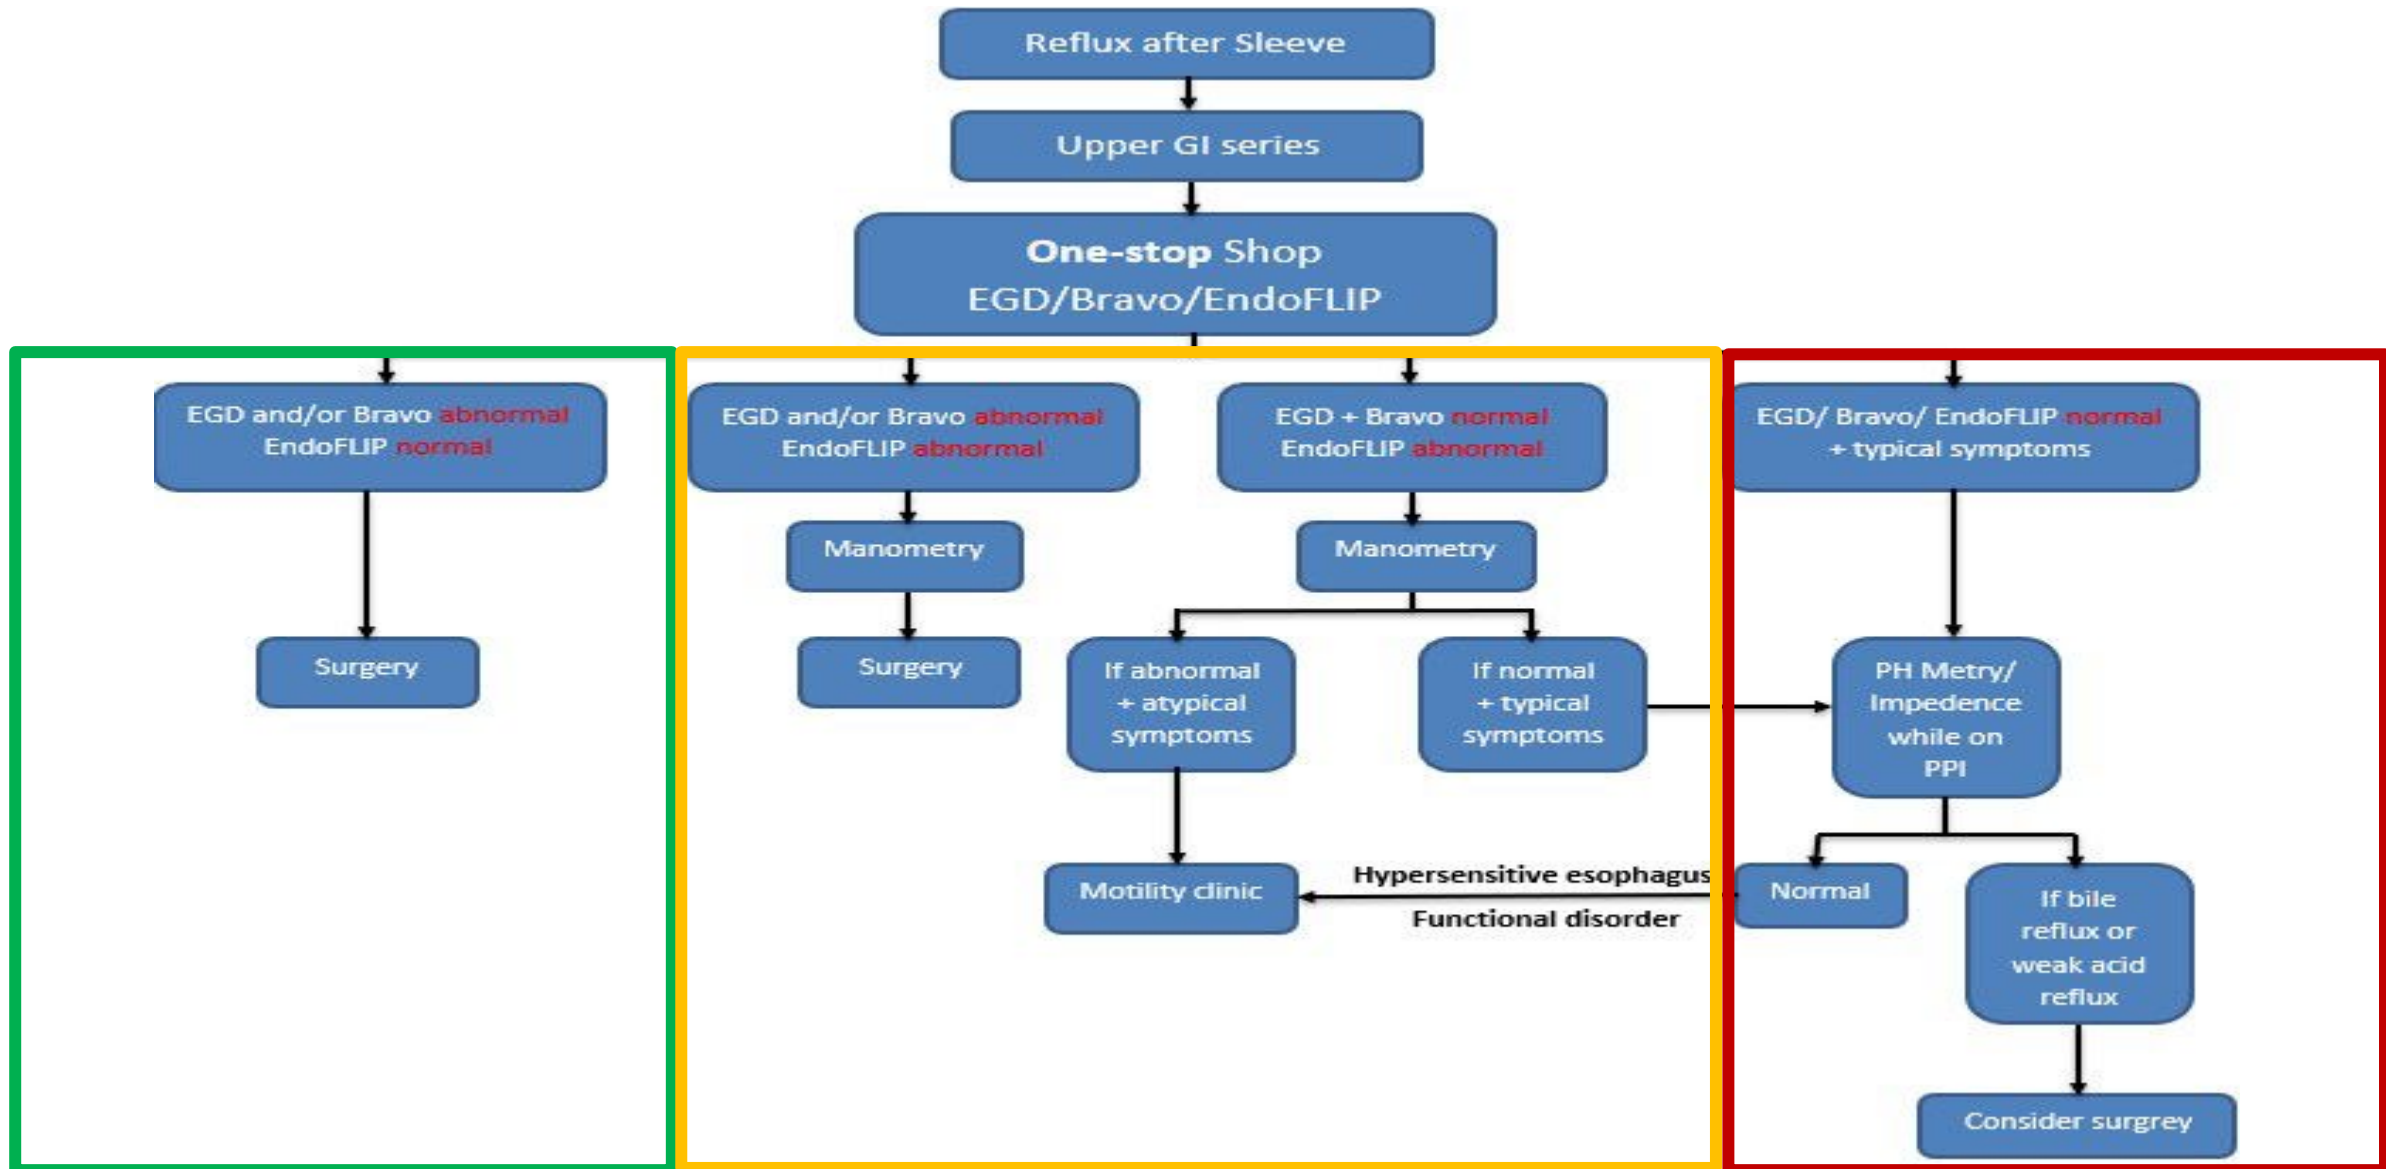 Reflux after Sleeve
Upper GI series
One-stop Shop
EGD/Bravo/EndoFLIP
EGD and/or Bravo abnormal
EndoFLIP normal
EGD and/or Bravo abnormal
EndoFLIP abnormal
EGD + Bravo normal
EndoFLIP abnormal
EGD/ Bravo/ EndoFLIP normal
+ typical symptoms
Manometry
Manometry
Surgery
Surgery
If abnormal
+ atypical
symptoms
If normal
+ typical
symptoms
PH Metry/
Impedence
while on
PPI
Motility clinic
Hypersensitive esophagus
Functional disorder
Normal
If bile
reflux or
weak acid
reflux
Consider surgrey